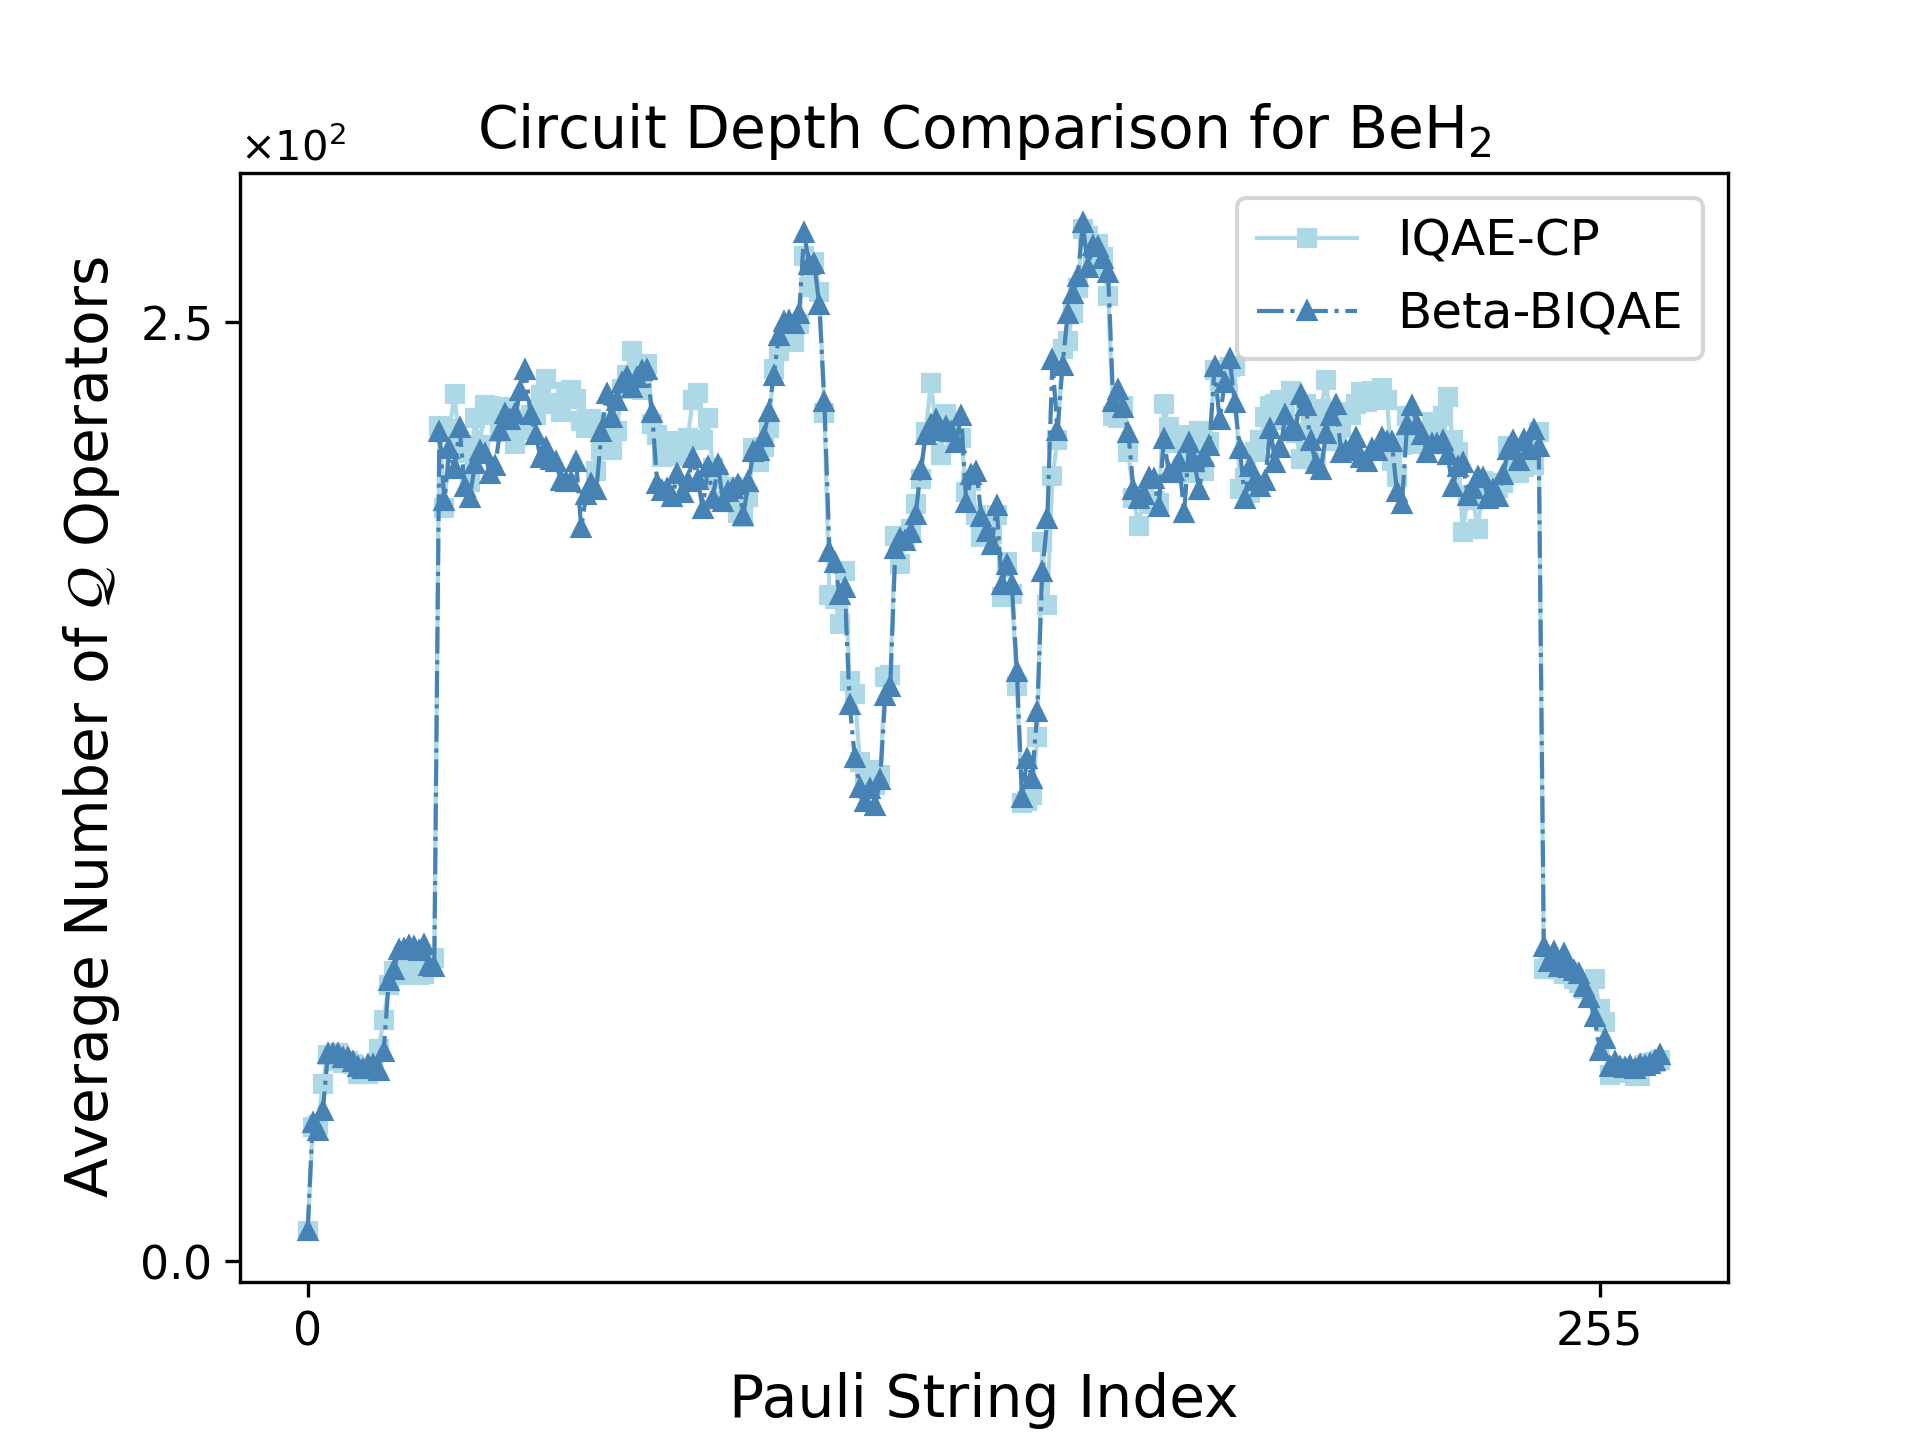 Circuit Depth Comparison for BeH₂
×10²
IQAE-CP
Beta-BIQAE
2.5
0.0
Average Number of 𝒬 Operators
0
255
Pauli String Index